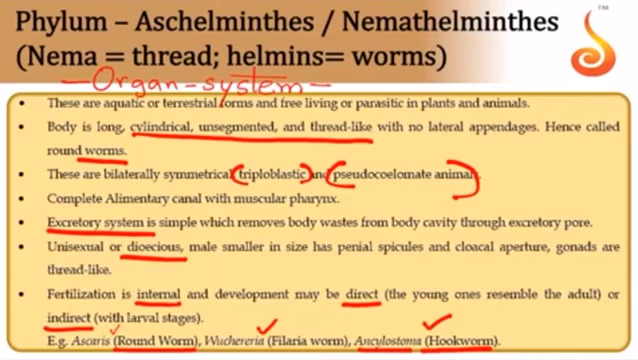 Phylum – Aschelminthes / Nemathelminthes
(Nema = thread; helmins= worms)
TM
— Organ-system —
• These are aquatic or terrestrial forms and free living or parasitic in plants and animals.
• Body is long, cylindrical, unsegmented, and thread-like with no lateral appendages. Hence called
round worms.
• These are bilaterally symmetrical (triploblastic) and (pseudocoelomate animal).
• Complete Alimentary canal with muscular pharynx.
• Excretory system is simple which removes body wastes from body cavity through excretory pore.
• Unisexual or dioecious, male smaller in size has penial spicules and cloacal aperture, gonads are
thread-like.
• Fertilization is internal and development may be direct (the young ones resemble the adult) or
indirect (with larval stages).
E.g. Ascaris (Round Worm), Wuchereria (Filaria worm), Ancylostoma (Hookworm).